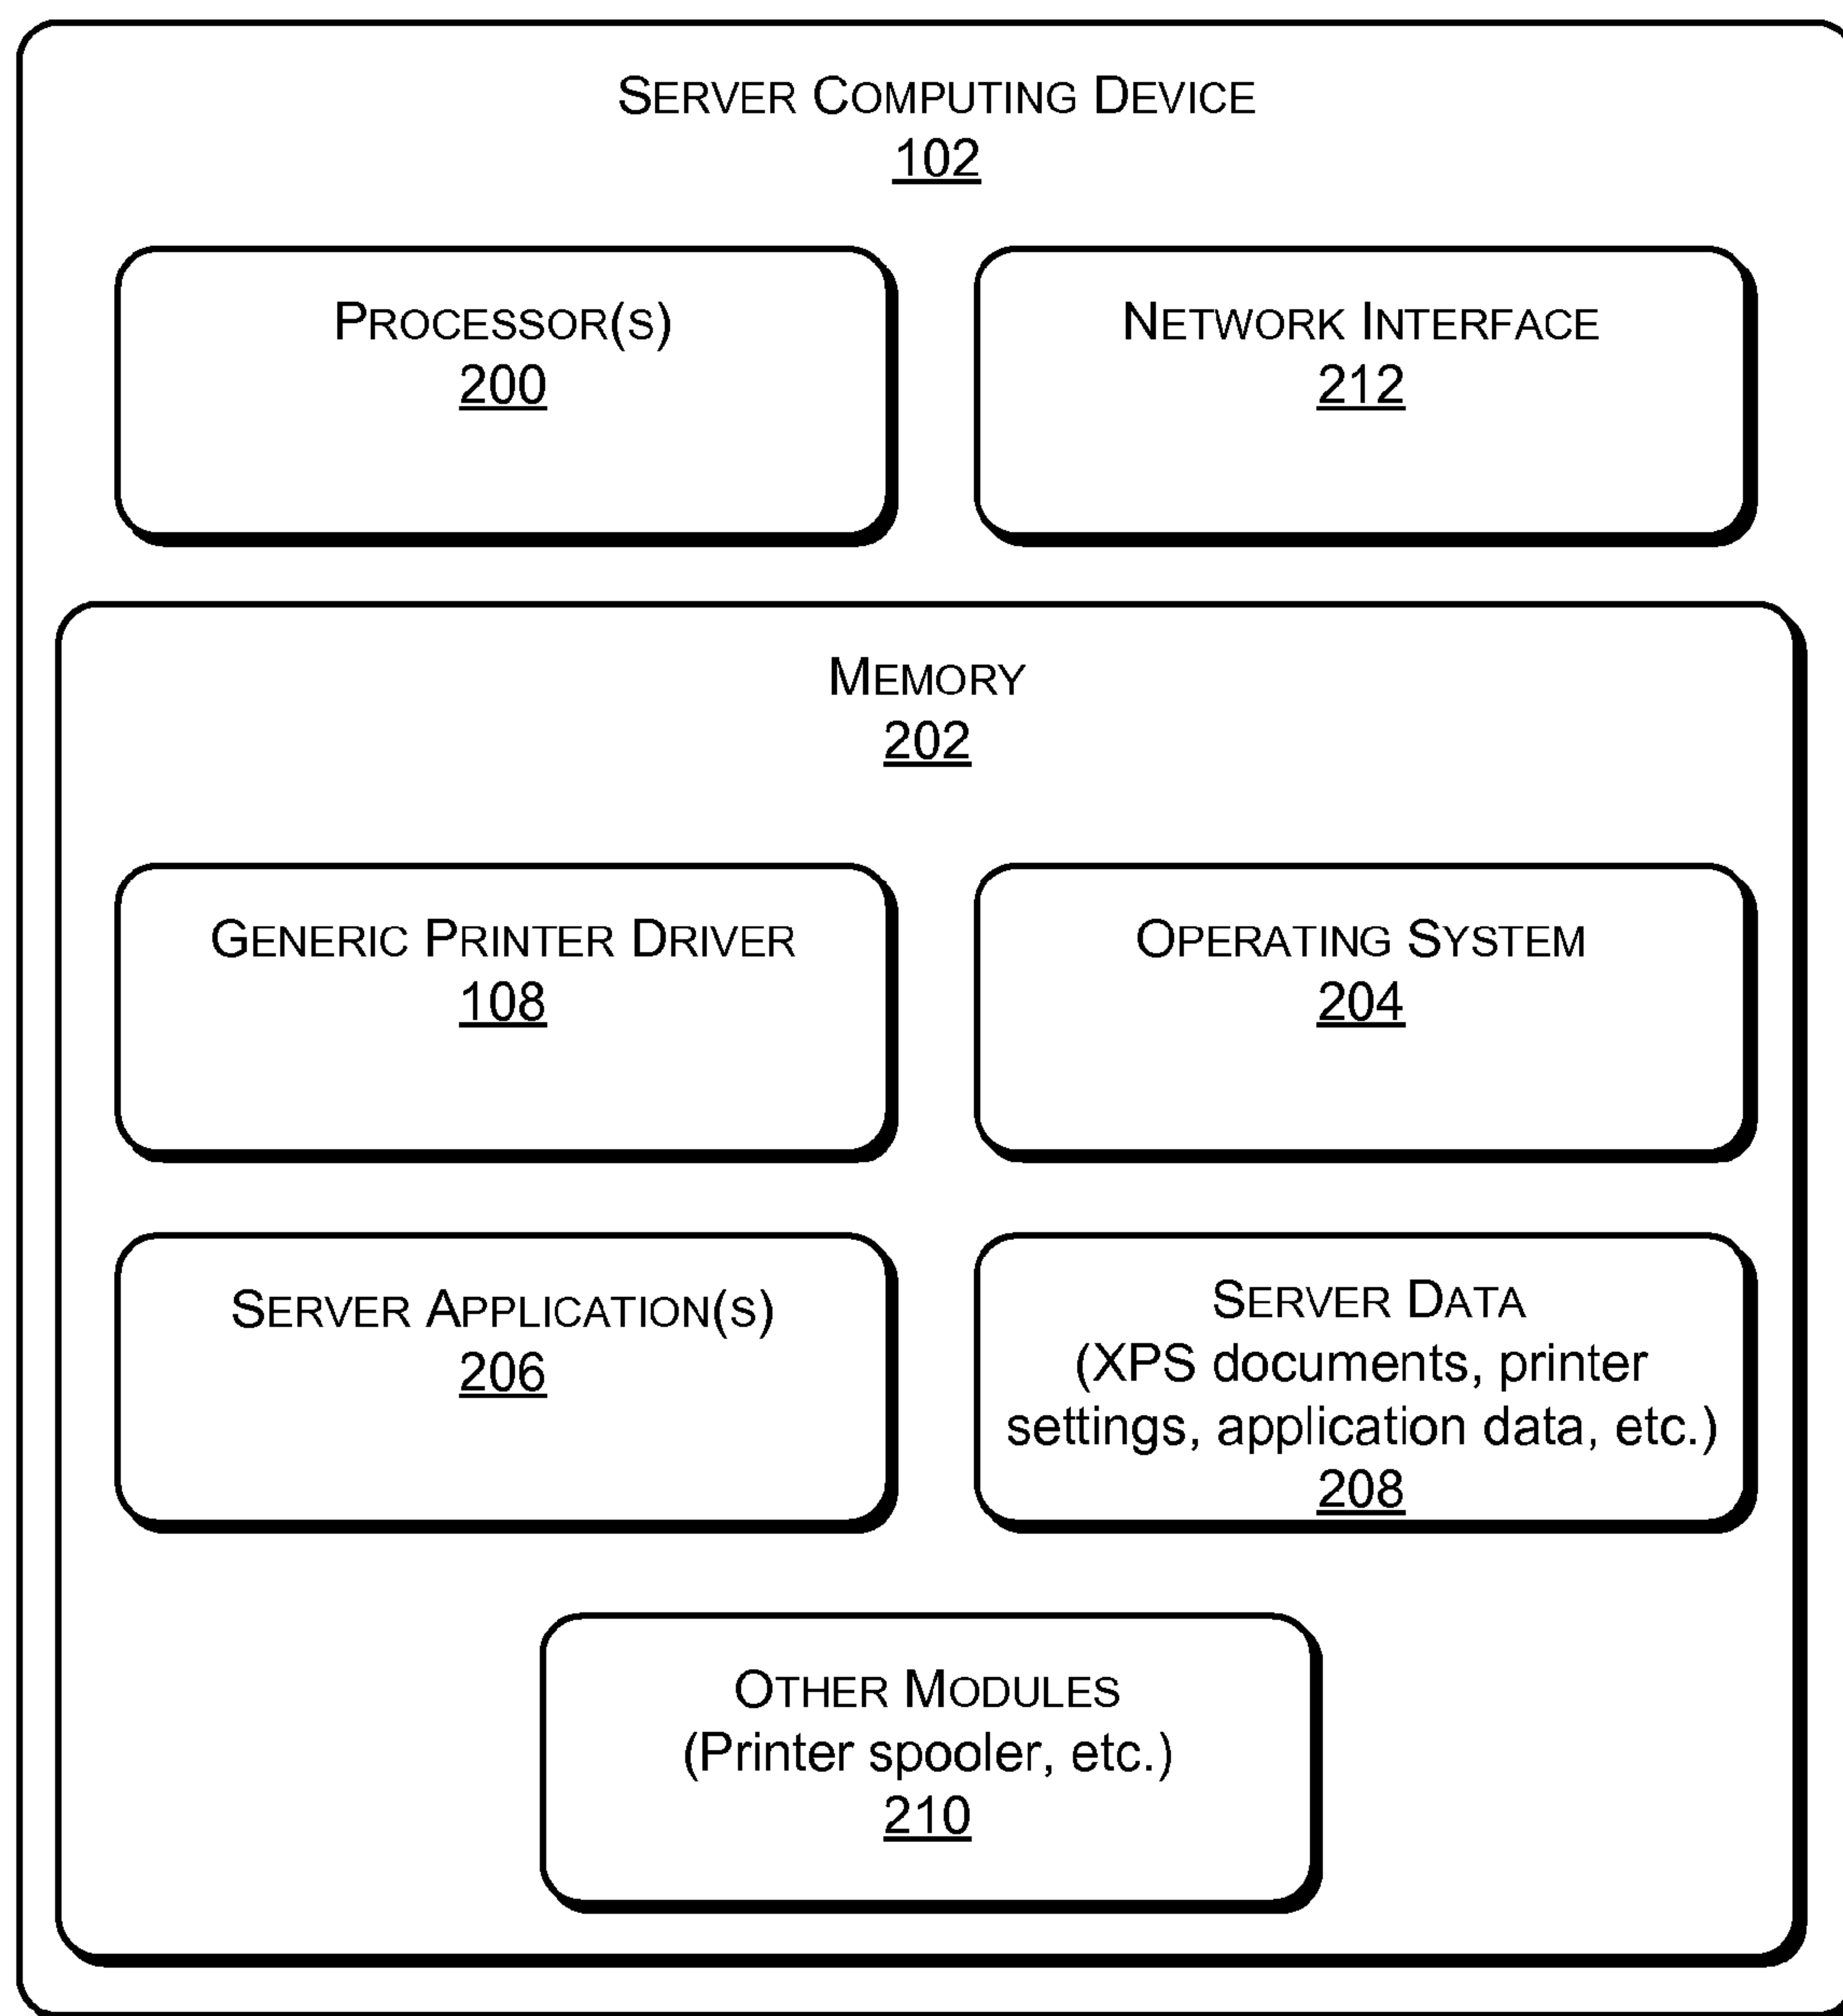 SERVER COMPUTING DEVICE
102
PROCESSOR(S)
200
NETWORK INTERFACE
212
MEMORY
202
GENERIC PRINTER DRIVER
108
OPERATING SYSTEM
204
SERVER APPLICATION(S)
206
SERVER DATA
(XPS documents, printer
settings, application data, etc.)
208
OTHER MODULES
(Printer spooler, etc.)
210